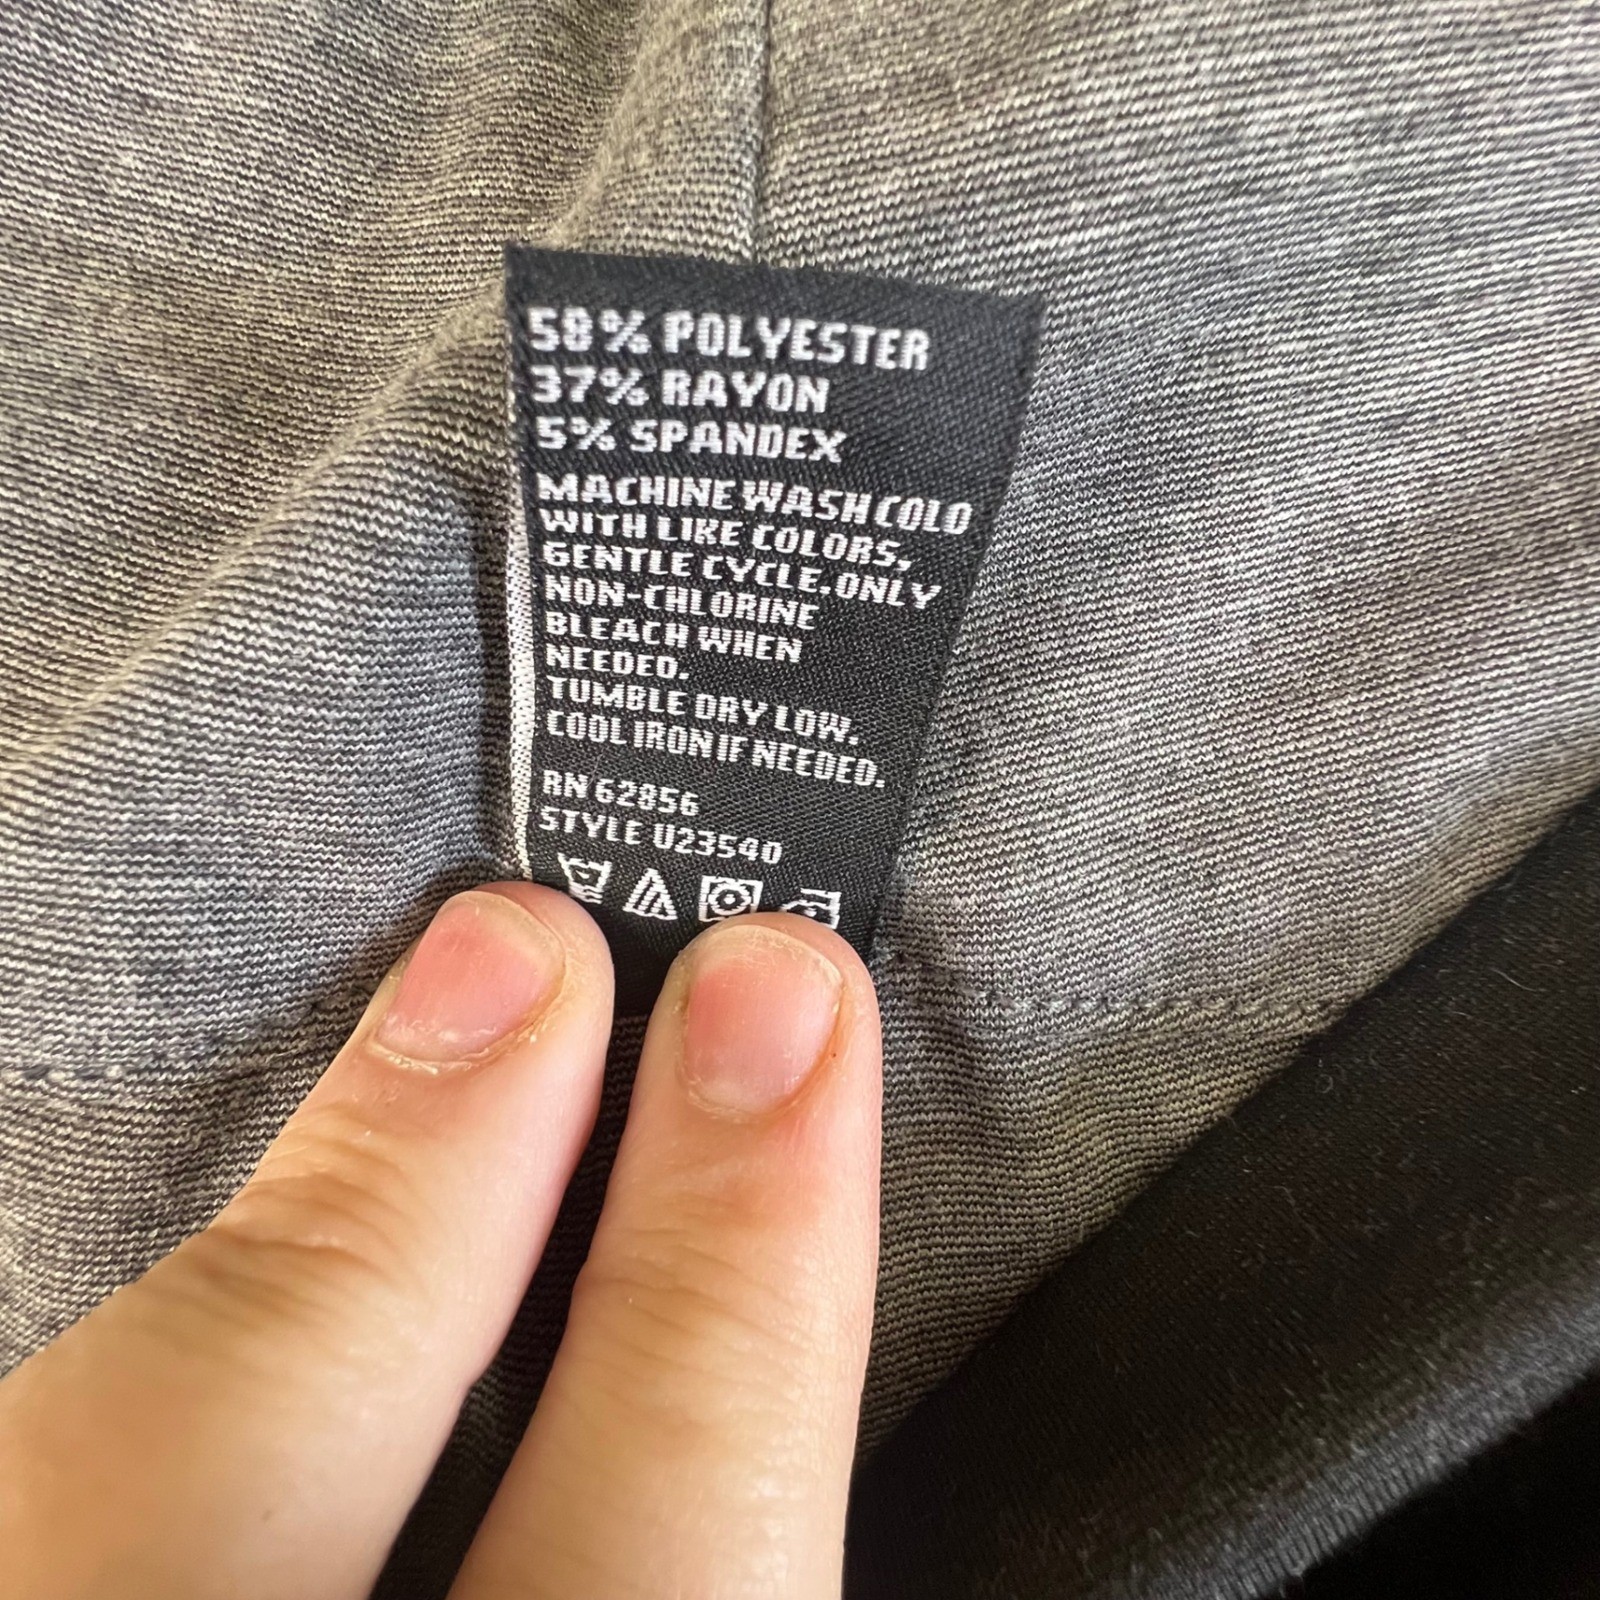 58% POLYESTER
37% RAYON
5% SPANDEX
MACHINE WASH COLD
WITH LIKE COLORS,
GENTLE CYCLE.ONLY
NON-CHLORINE
BLEACH WHEN
NEEDED.
TUMBLE DRY LOW.
COOL IRON IF NEEDED.
RN 62856
STYLE U23540